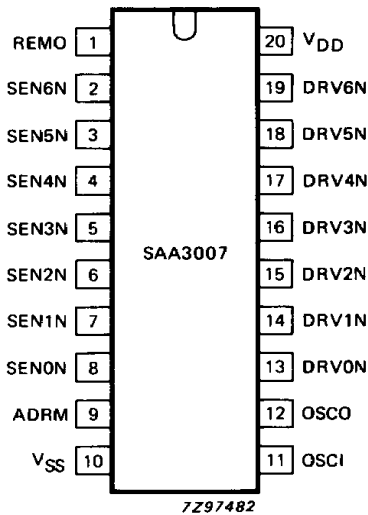 REMO 1 20 VDD
SEN6N 2 19 DRV6N
SEN5N 3 18 DRV5N
SEN4N 4 17 DRV4N
SEN3N 5 16 DRV3N
SAA3007
SEN2N 6 15 DRV2N
SEN1N 7 14 DRV1N
SEN0N 8 13 DRV0N
ADRM 9 12 OSCO
VSS 10 11 OSCI
7Z97482